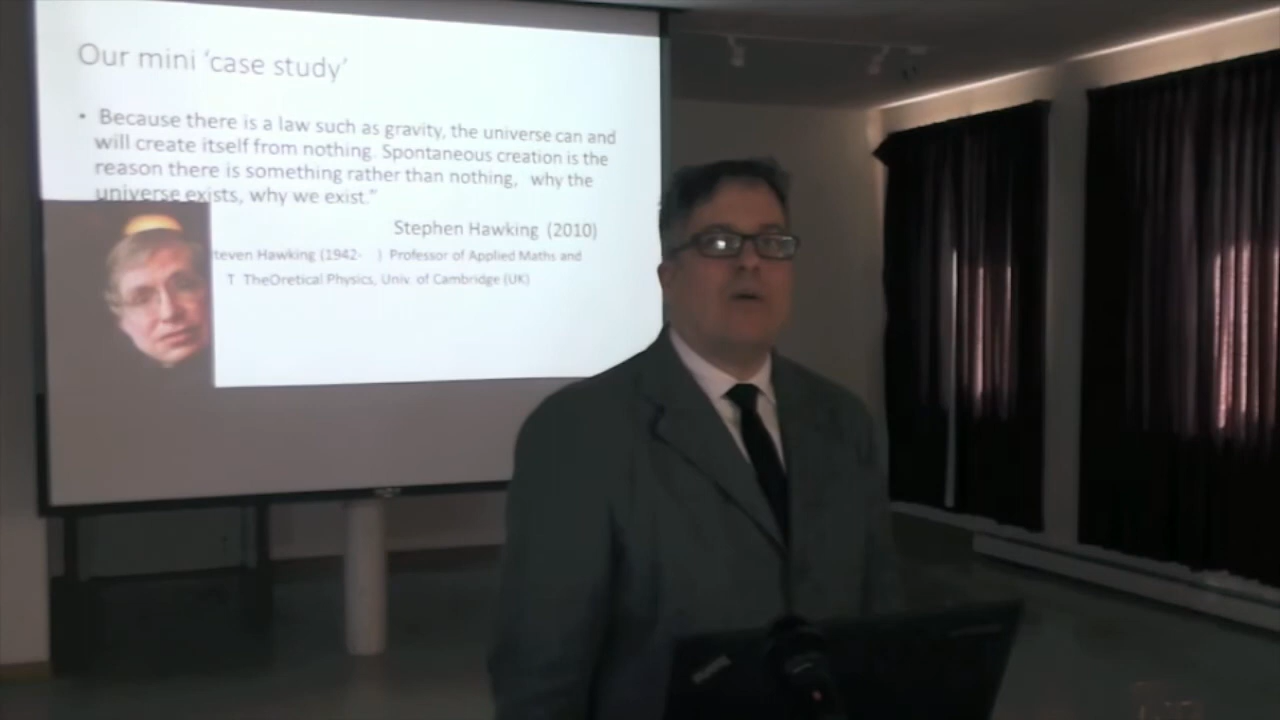 Our mini 'case study'
• Because there is a law such as gravity, the universe can and
will create itself from nothing. Spontaneous creation is the
reason there is something rather than nothing, why the
universe exists, why we exist."
Stephen Hawking (2010)
teven Hawking (1942- ) Professor of Applied Maths and
T TheOretical Physics, Univ. of Cambridge (UK)